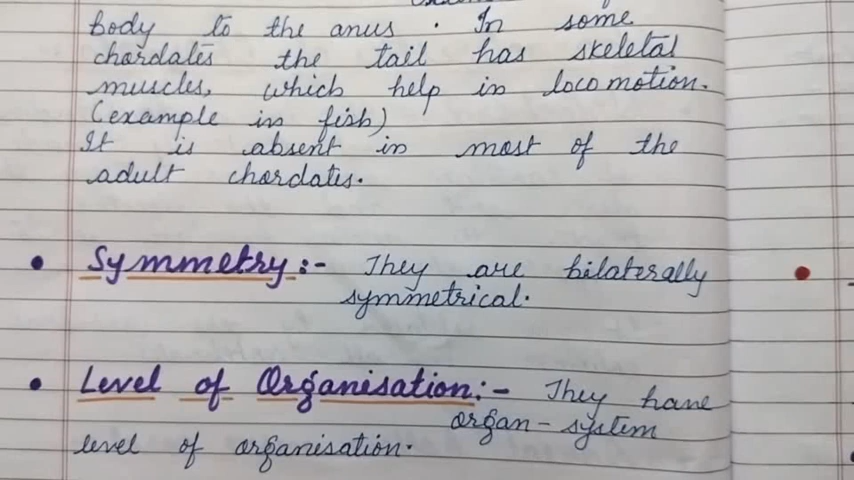 body to the anus. In some
chordates the tail has skeletal
muscles, which help in locomotion.
(example in fish)
It is absent in most of the
adult chordates.
• Symmetry:- They are bilaterally
symmetrical.
• Level of Organisation:- They have
organ-system
level of organisation.